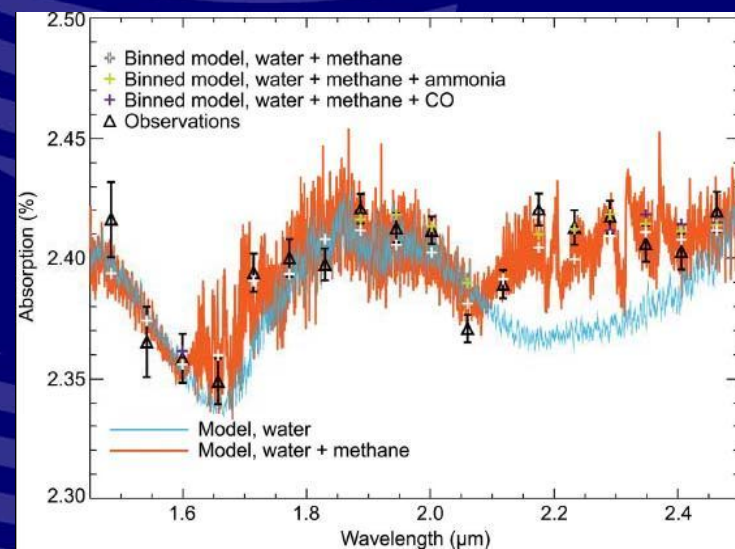 2.50
2.45
2.40
2.35
2.30
Absorption (%)
Binned model, water + methane
Binned model, water + methane + ammonia
Binned model, water + methane + CO
Observations
Model, water
Model, water + methane
1.6 1.8 2.0 2.2 2.4
Wavelength (μm)